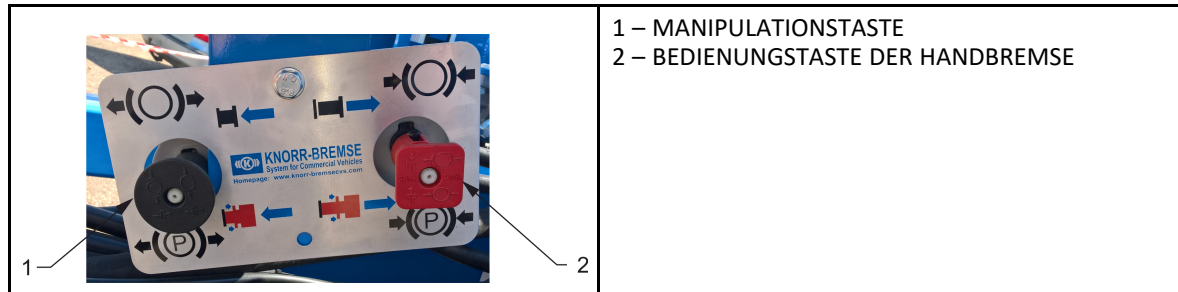 1 – MANIPULATIONSTASTE
2 – BEDIENUNGSTASTE DER HANDBREMSE
KNORR-BREMSE
System for Commercial Vehicles
Homepage: www.knorr-bremsecvs.com
P
P
1
2